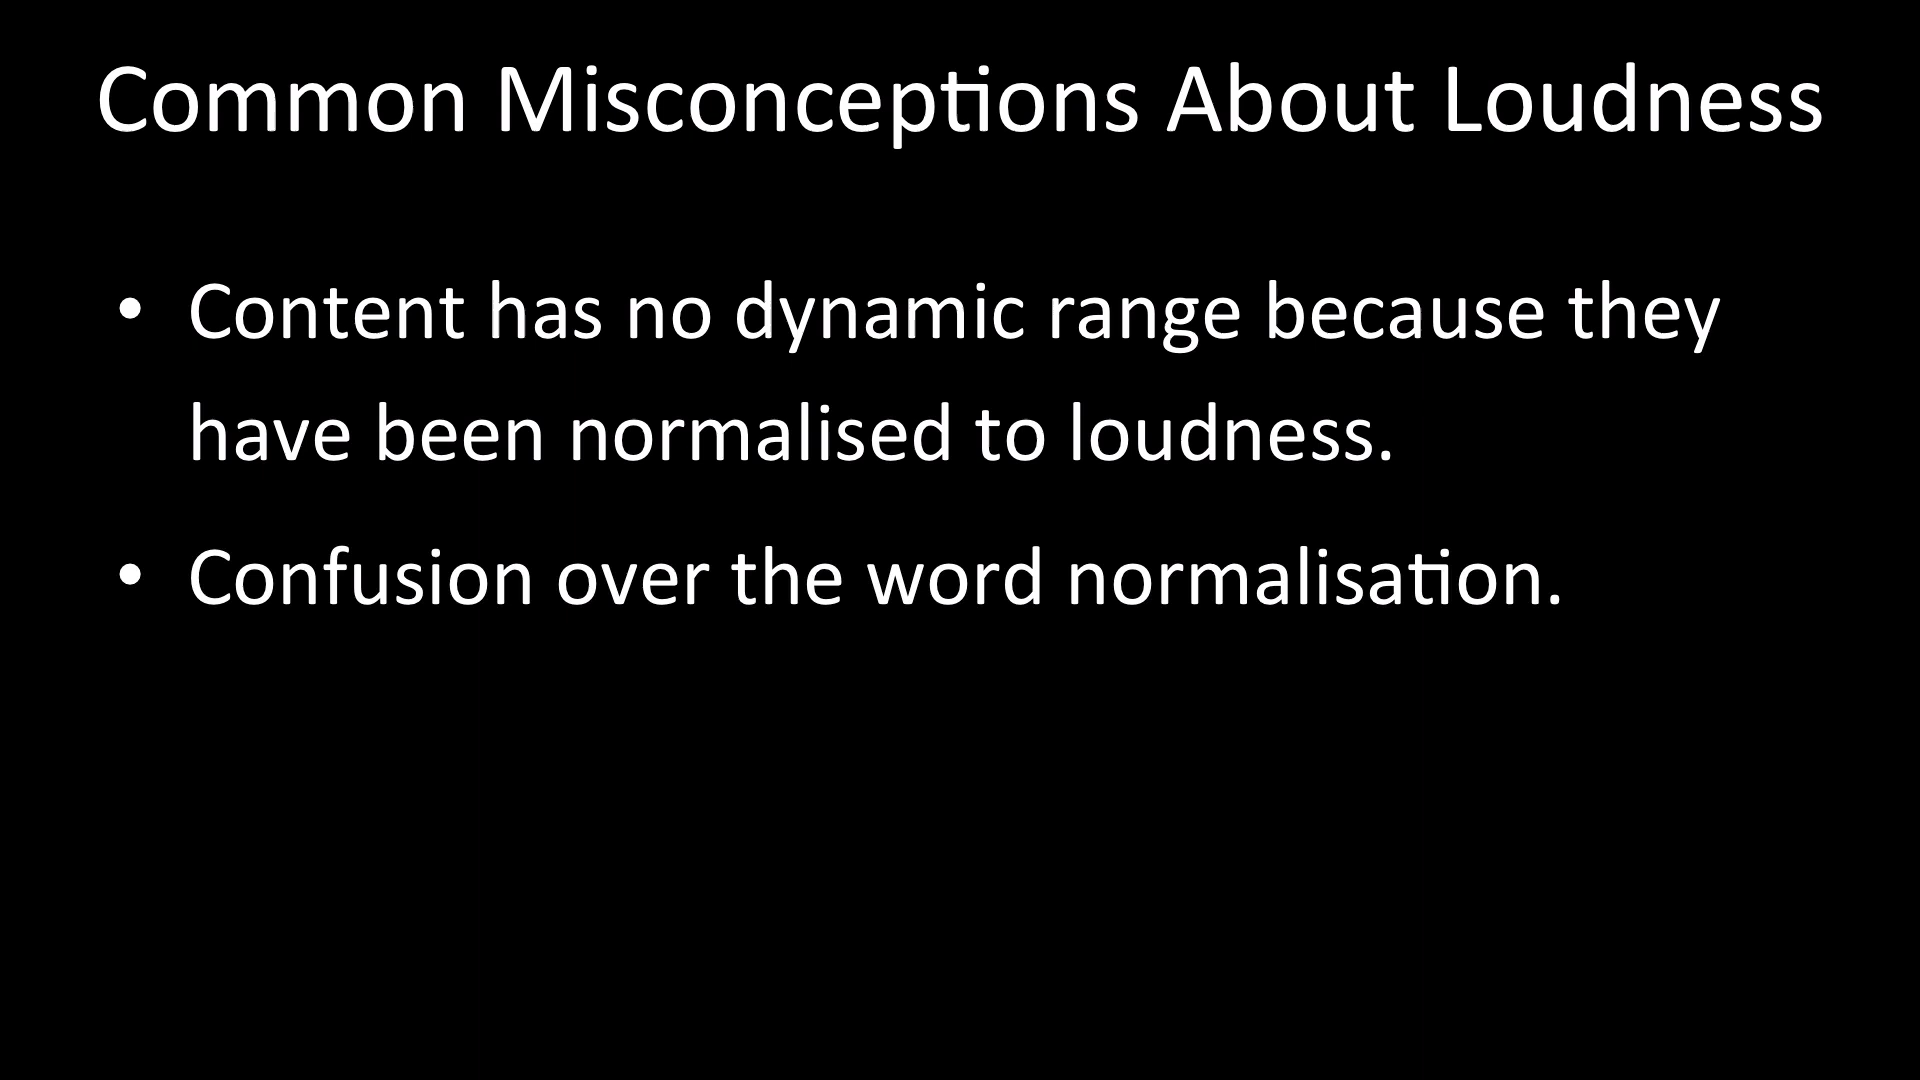 Common Misconceptions About Loudness
• Content has no dynamic range because they
have been normalised to loudness.
• Confusion over the word normalisation.